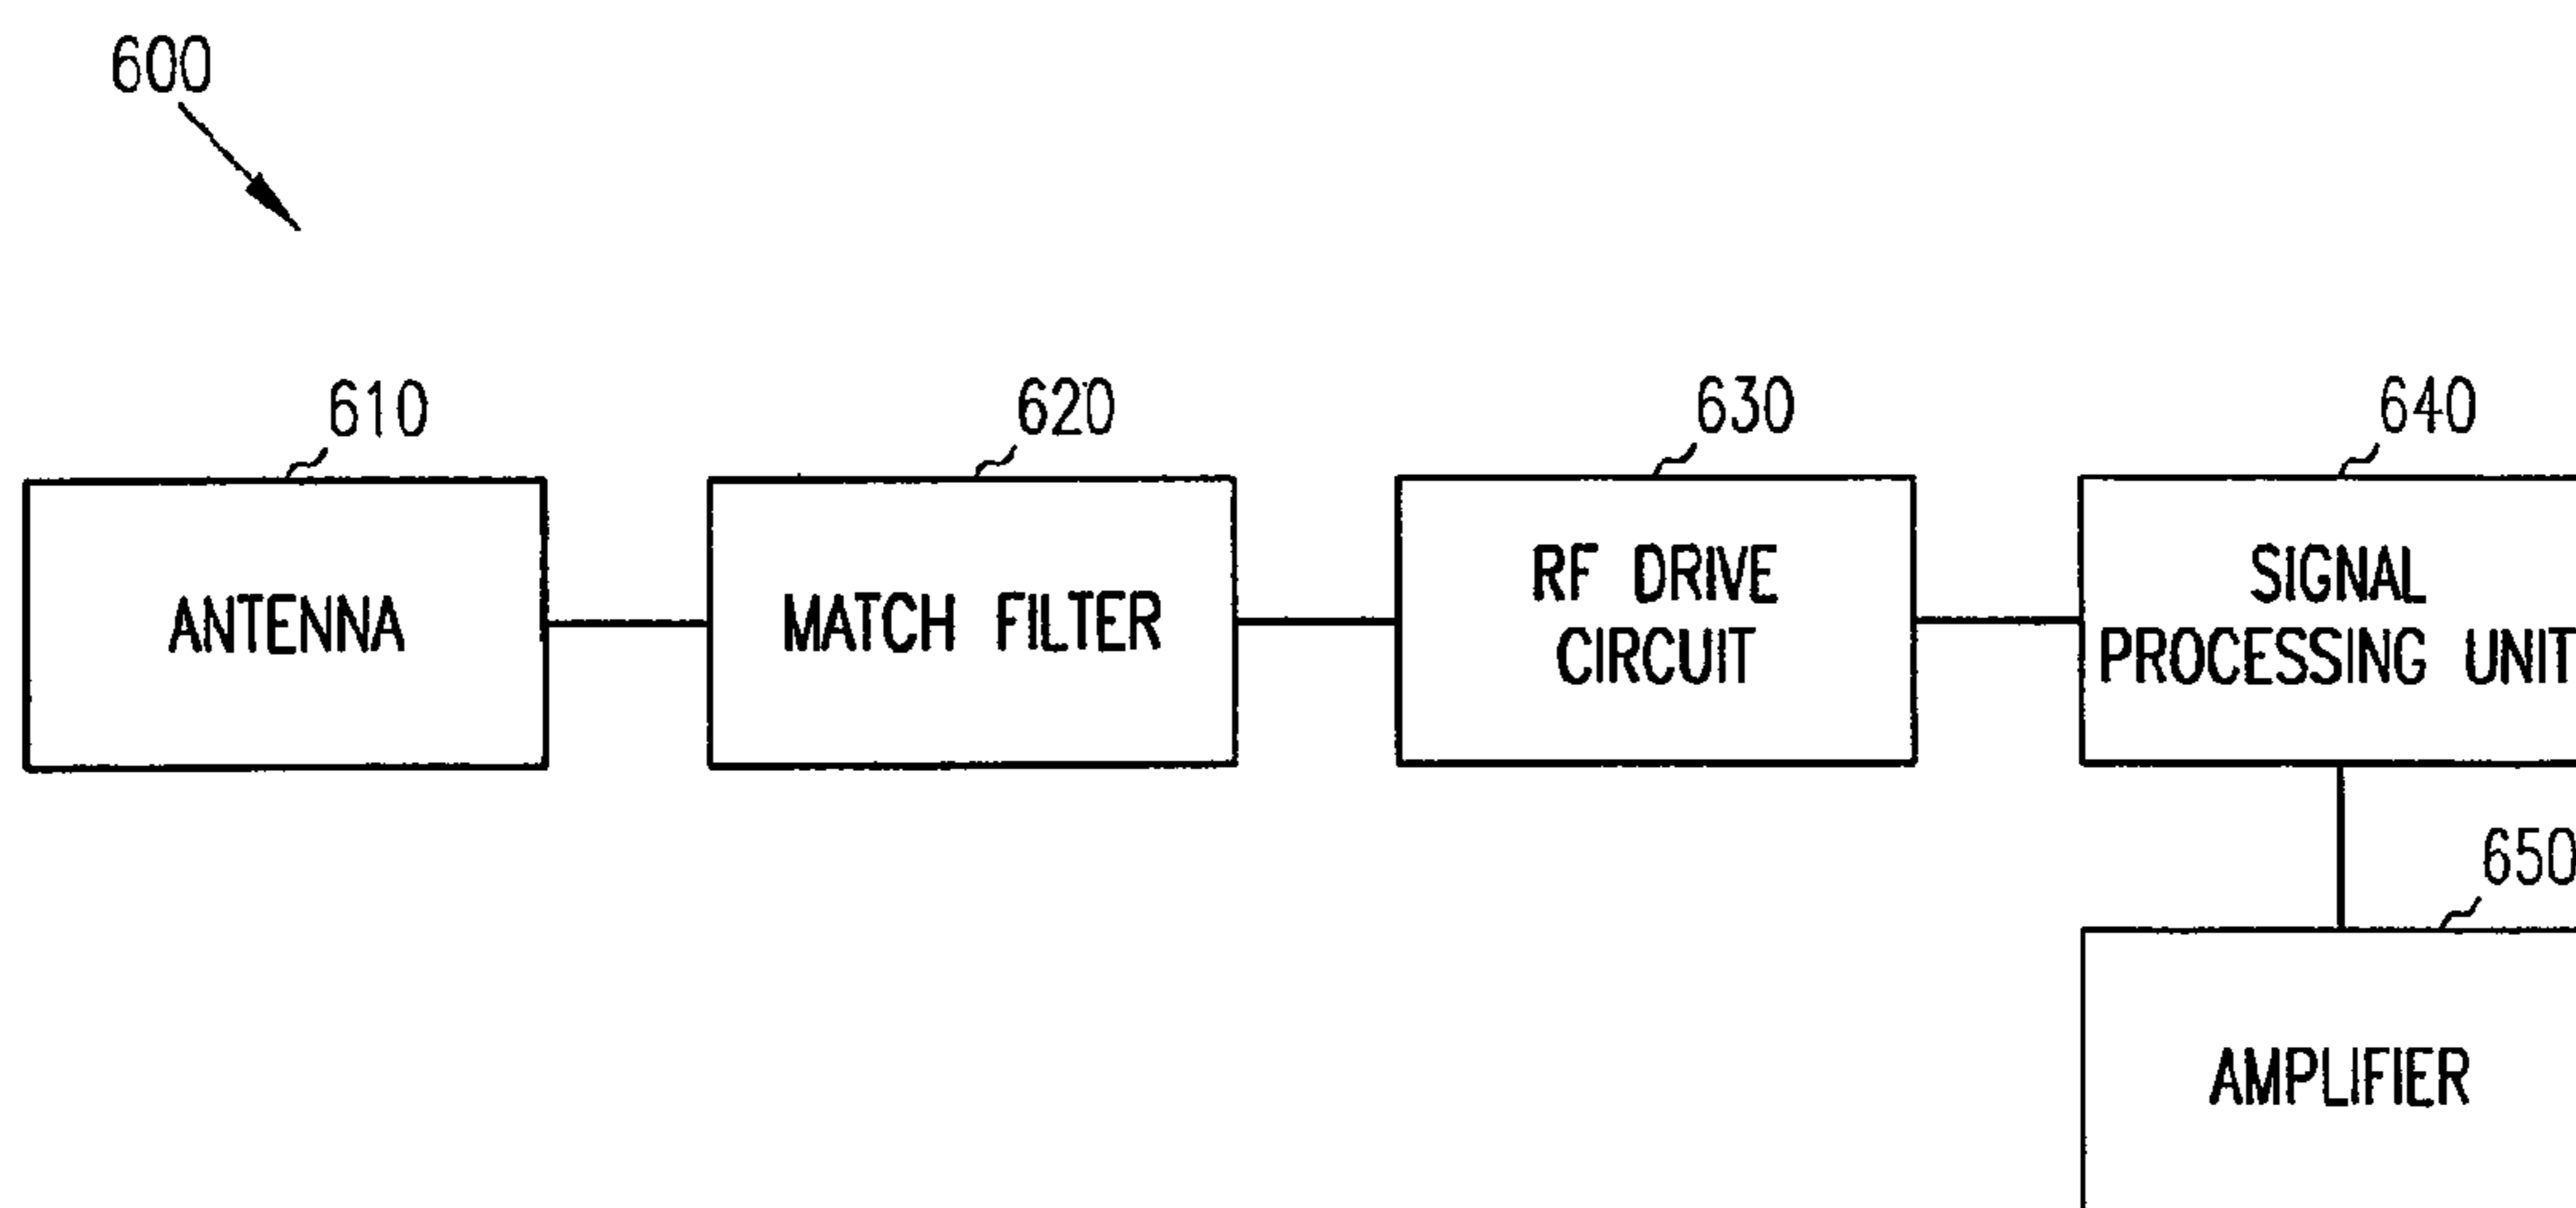 600
610
620
630
640
ANTENNA
MATCH FILTER
RF DRIVE
CIRCUIT
SIGNAL
PROCESSING UNIT
650
AMPLIFIER